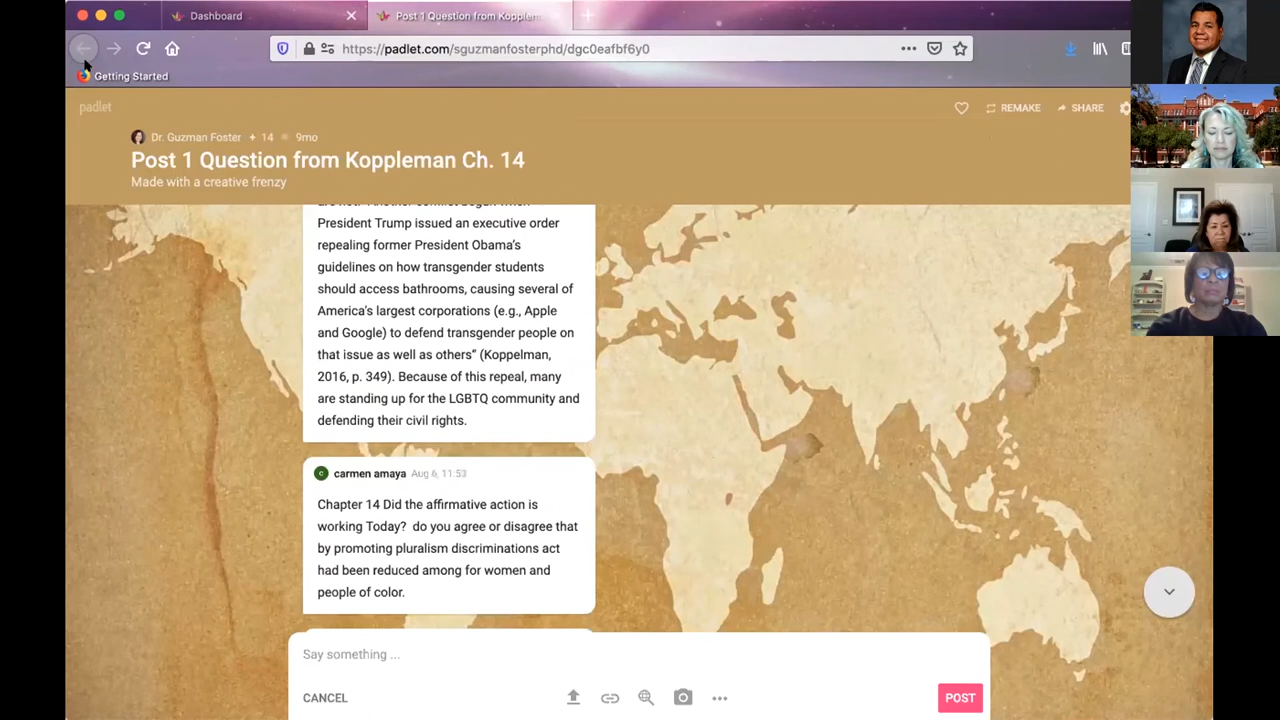 Dashboard
Post 1 Question from Kopplem
https://padlet.com/sguzmanfosterphd/dgc0eafbf6y0
Getting Started
padlet
REMAKE
SHARE
Dr. Guzman Foster + 14 9mo
Post 1 Question from Koppleman Ch. 14
Made with a creative frenzy
President Trump issued an executive order
repealing former President Obama's
guidelines on how transgender students
should access bathrooms, causing several of
America's largest corporations (e.g., Apple
and Google) to defend transgender people on
that issue as well as others" (Koppelman,
2016, p. 349). Because of this repeal, many
are standing up for the LGBTQ community and
defending their civil rights.
c carmen amaya Aug 6, 11:53
Chapter 14 Did the affirmative action is
working Today? do you agree or disagree that
by promoting pluralism discriminations act
had been reduced among for women and
people of color.
Say something ...
CANCEL
POST